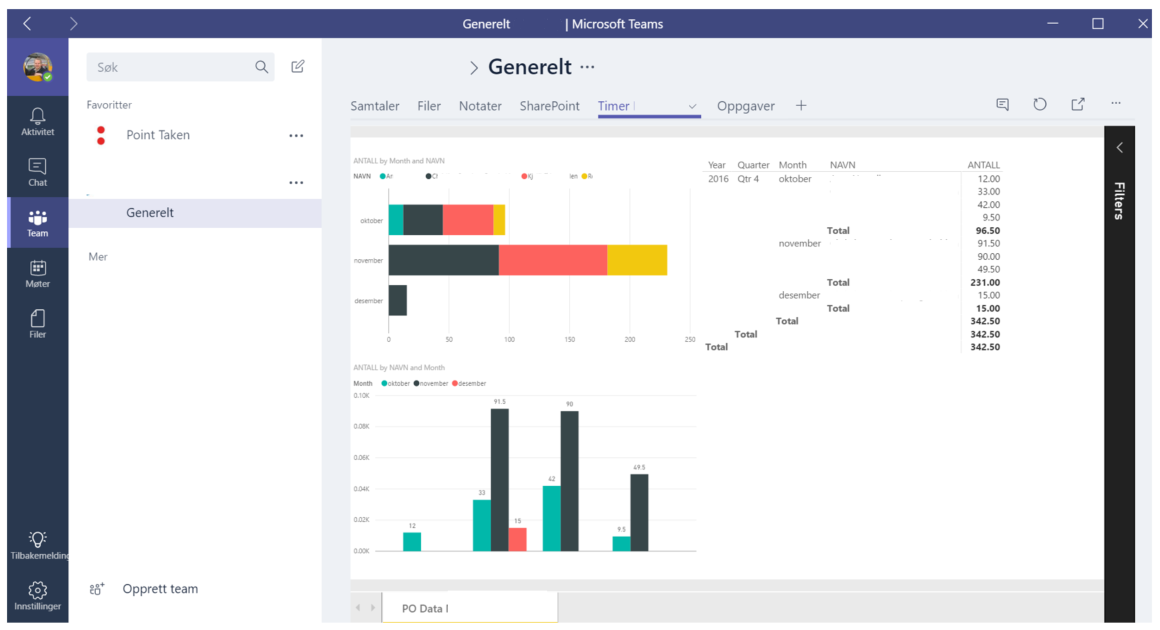 Generelt | Microsoft Teams
Søk
Favoritter
Point Taken
Generelt
Mer
Opprett team
Aktivitet
Chat
Team
Møter
Filer
Tilbakemelding
Innstillinger
> Generelt ...
Samtaler Filer Notater SharePoint Timer Oppgaver +
ANTALL by Month and NAVN
NAVN
oktober
november
desember
0 50 100 150 200 250
Year Quarter Month NAVN ANTALL
2016 Qtr 4 oktober 12.00
33.00
42.00
9.50
Total 96.50
november 91.50
90.00
49.50
Total 231.00
desember 15.00
Total 15.00
Total 342.50
Total 342.50
Total 342.50
ANTALL by NAVN and Month
Month oktober november desember
0.10K
0.08K
0.06K
0.04K
0.02K
0.00K
12 33 91.5 15 42 90 9.5 49.5
Filters
PO Data